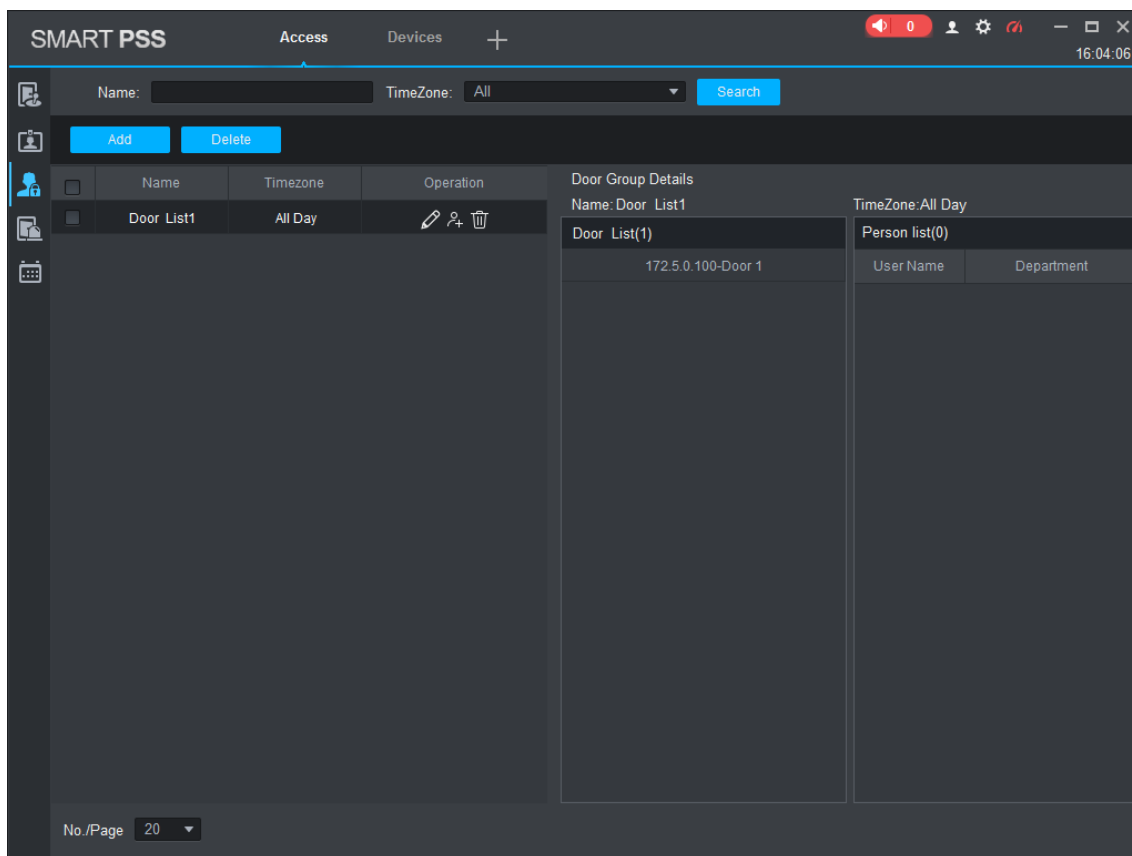 SMART PSS Access Devices 0
16:04:06
Name: TimeZone: All Search
Add Delete
Name Timezone Operation
Door List1 All Day
Door Group Details
Name:Door List1 TimeZone:All Day
Door List(1) Person list(0)
172.5.0.100-Door 1 User Name Department
No./Page 20